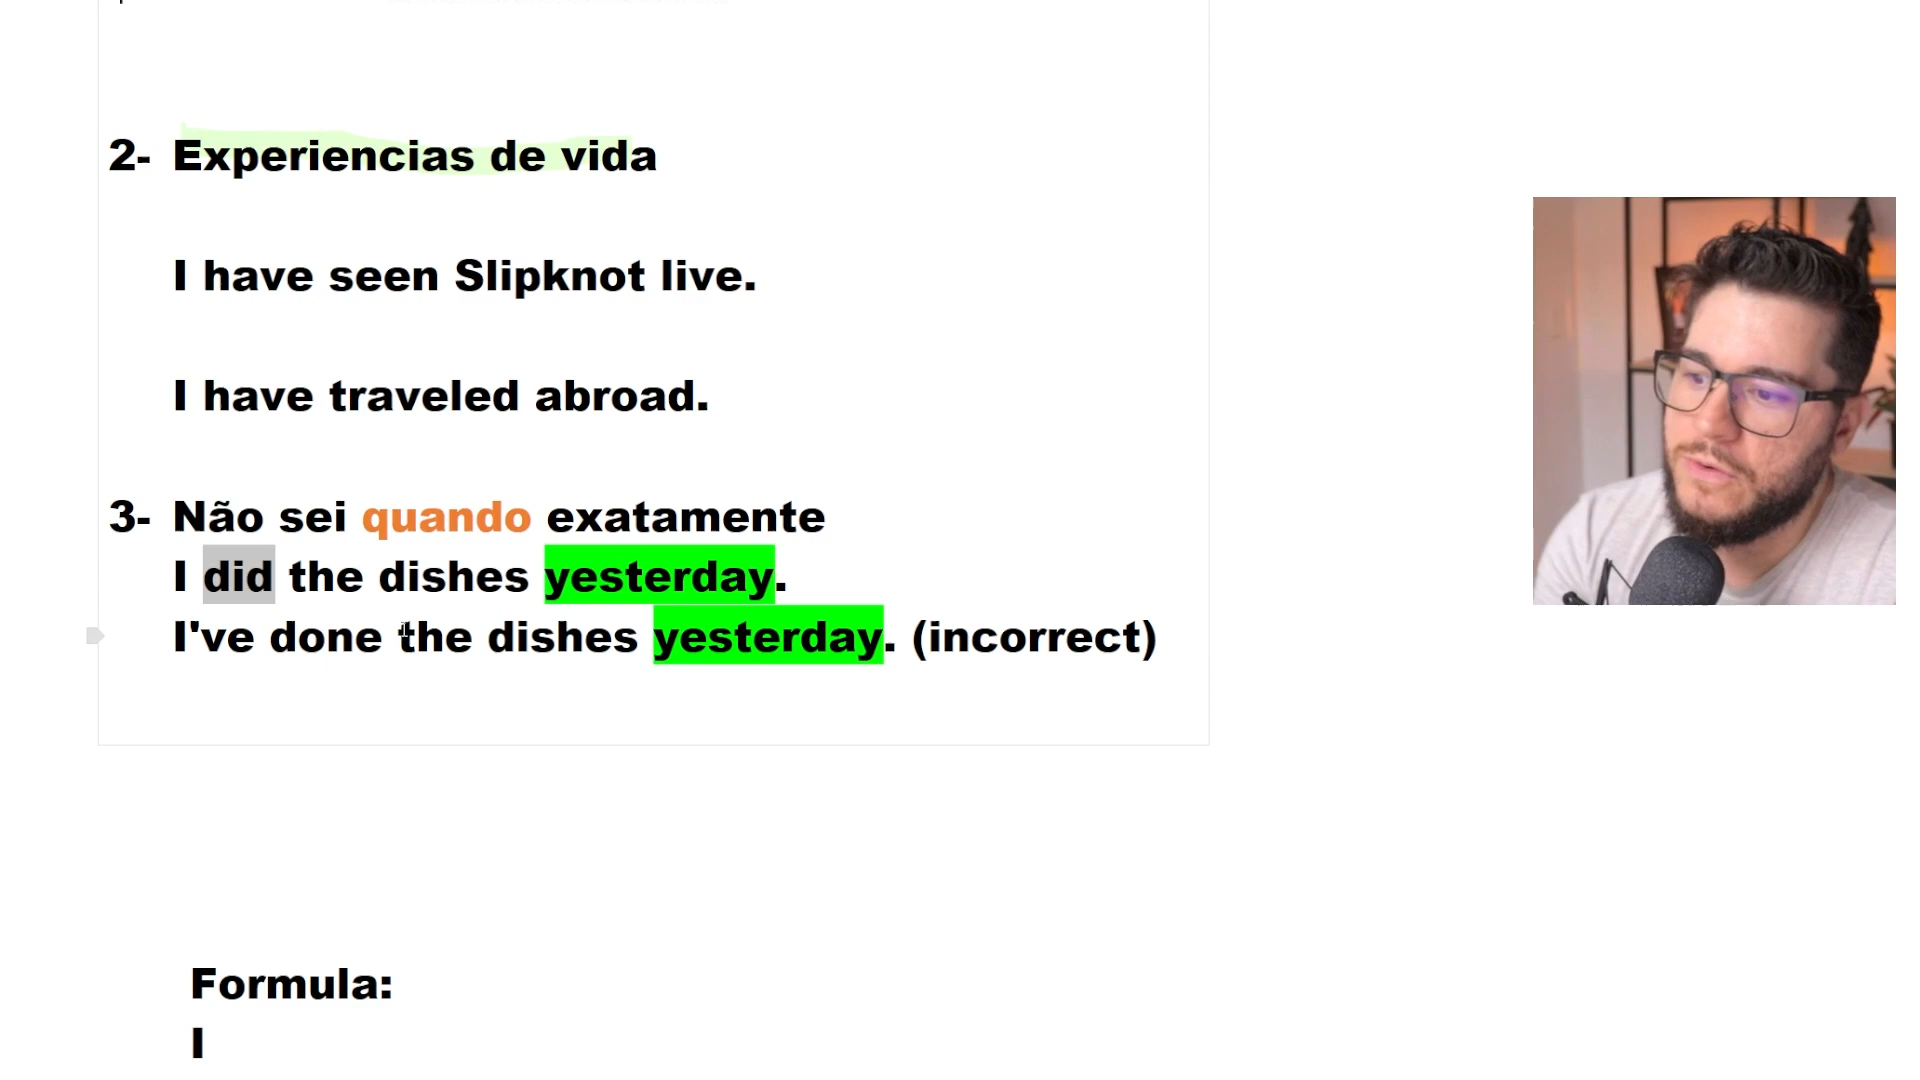 2- Experiencias de vida
I have seen Slipknot live.
I have traveled abroad.
3- Não sei quando exatamente
I did the dishes yesterday.
I've done the dishes yesterday. (incorrect)
Formula:
I